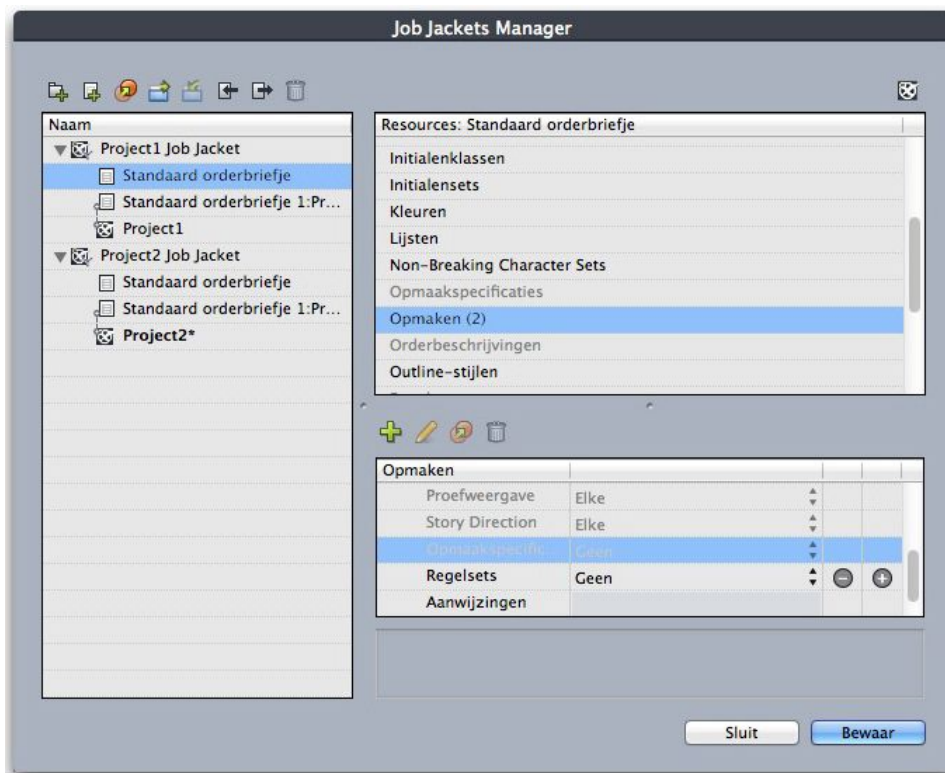 Job Jackets Manager
Naam
Project1 Job Jacket
Standaard orderbriefje
Standaard orderbriefje 1:Pr...
Project1
Project2 Job Jacket
Standaard orderbriefje
Standaard orderbriefje 1:Pr...
Project2*
Resources: Standaard orderbriefje
Initialenklassen
Initialensets
Kleuren
Lijsten
Non-Breaking Character Sets
Opmaakspecificaties
Opmaken (2)
Orderbeschrijvingen
Outline-stijlen
Opmaken
Proefweergave Elke
Story Direction Elke
Opmaakspecific... Geen
Regelsets Geen
Aanwijzingen
Sluit Bewaar